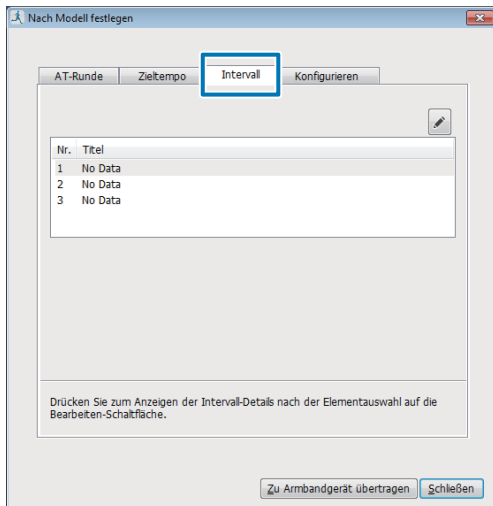 Nach Modell festlegen
AT-Runde Zieltempo Intervall Konfigurieren
Nr. Titel
1 No Data
2 No Data
3 No Data
Drücken Sie zum Anzeigen der Intervall-Details nach der Elementauswahl auf die
Bearbeiten-Schaltfläche.
Zu Armbandgerät übertragen Schließen